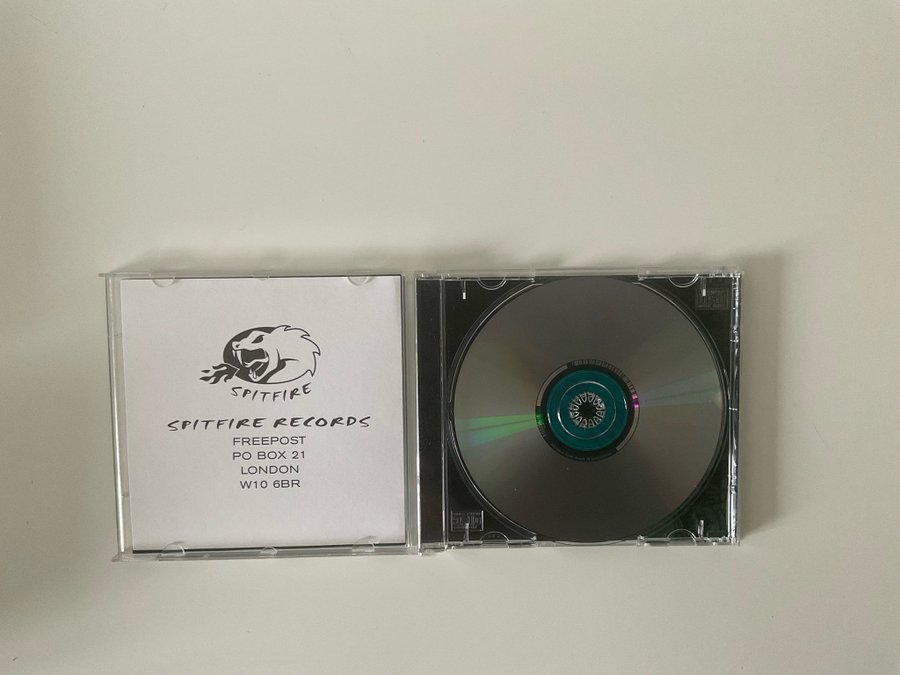 SPITFIRE
SPITFIRE RECORDS
FREEPOST
PO BOX 21
LONDON
W10 6BR